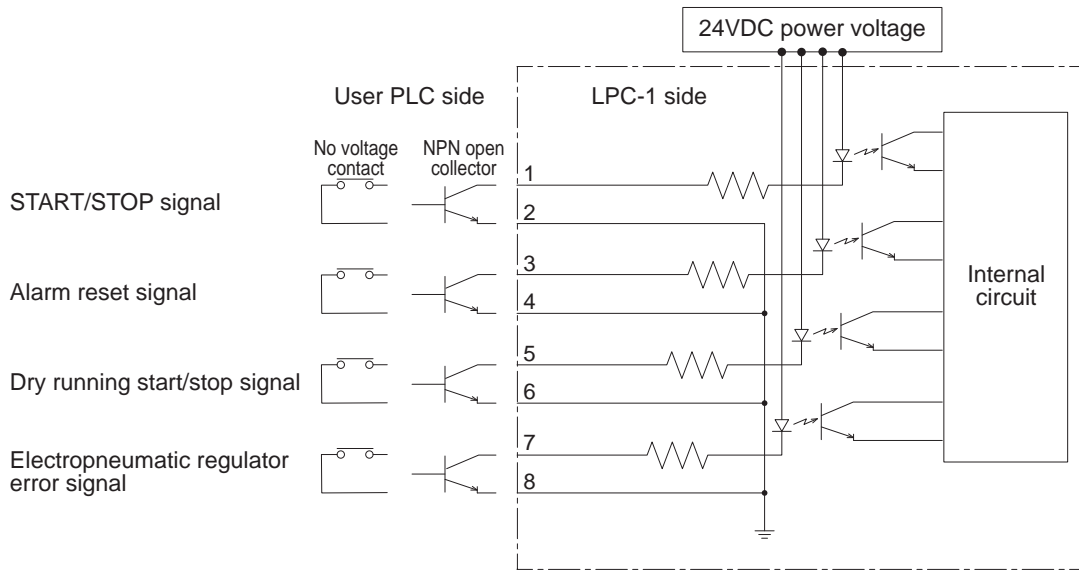 24VDC power voltage
User PLC side
LPC-1 side
No voltage
contact
NPN open
collector
START/STOP signal
1
2
Alarm reset signal
3
4
Dry running start/stop signal
5
6
Electropneumatic regulator
error signal
7
8
Internal
circuit